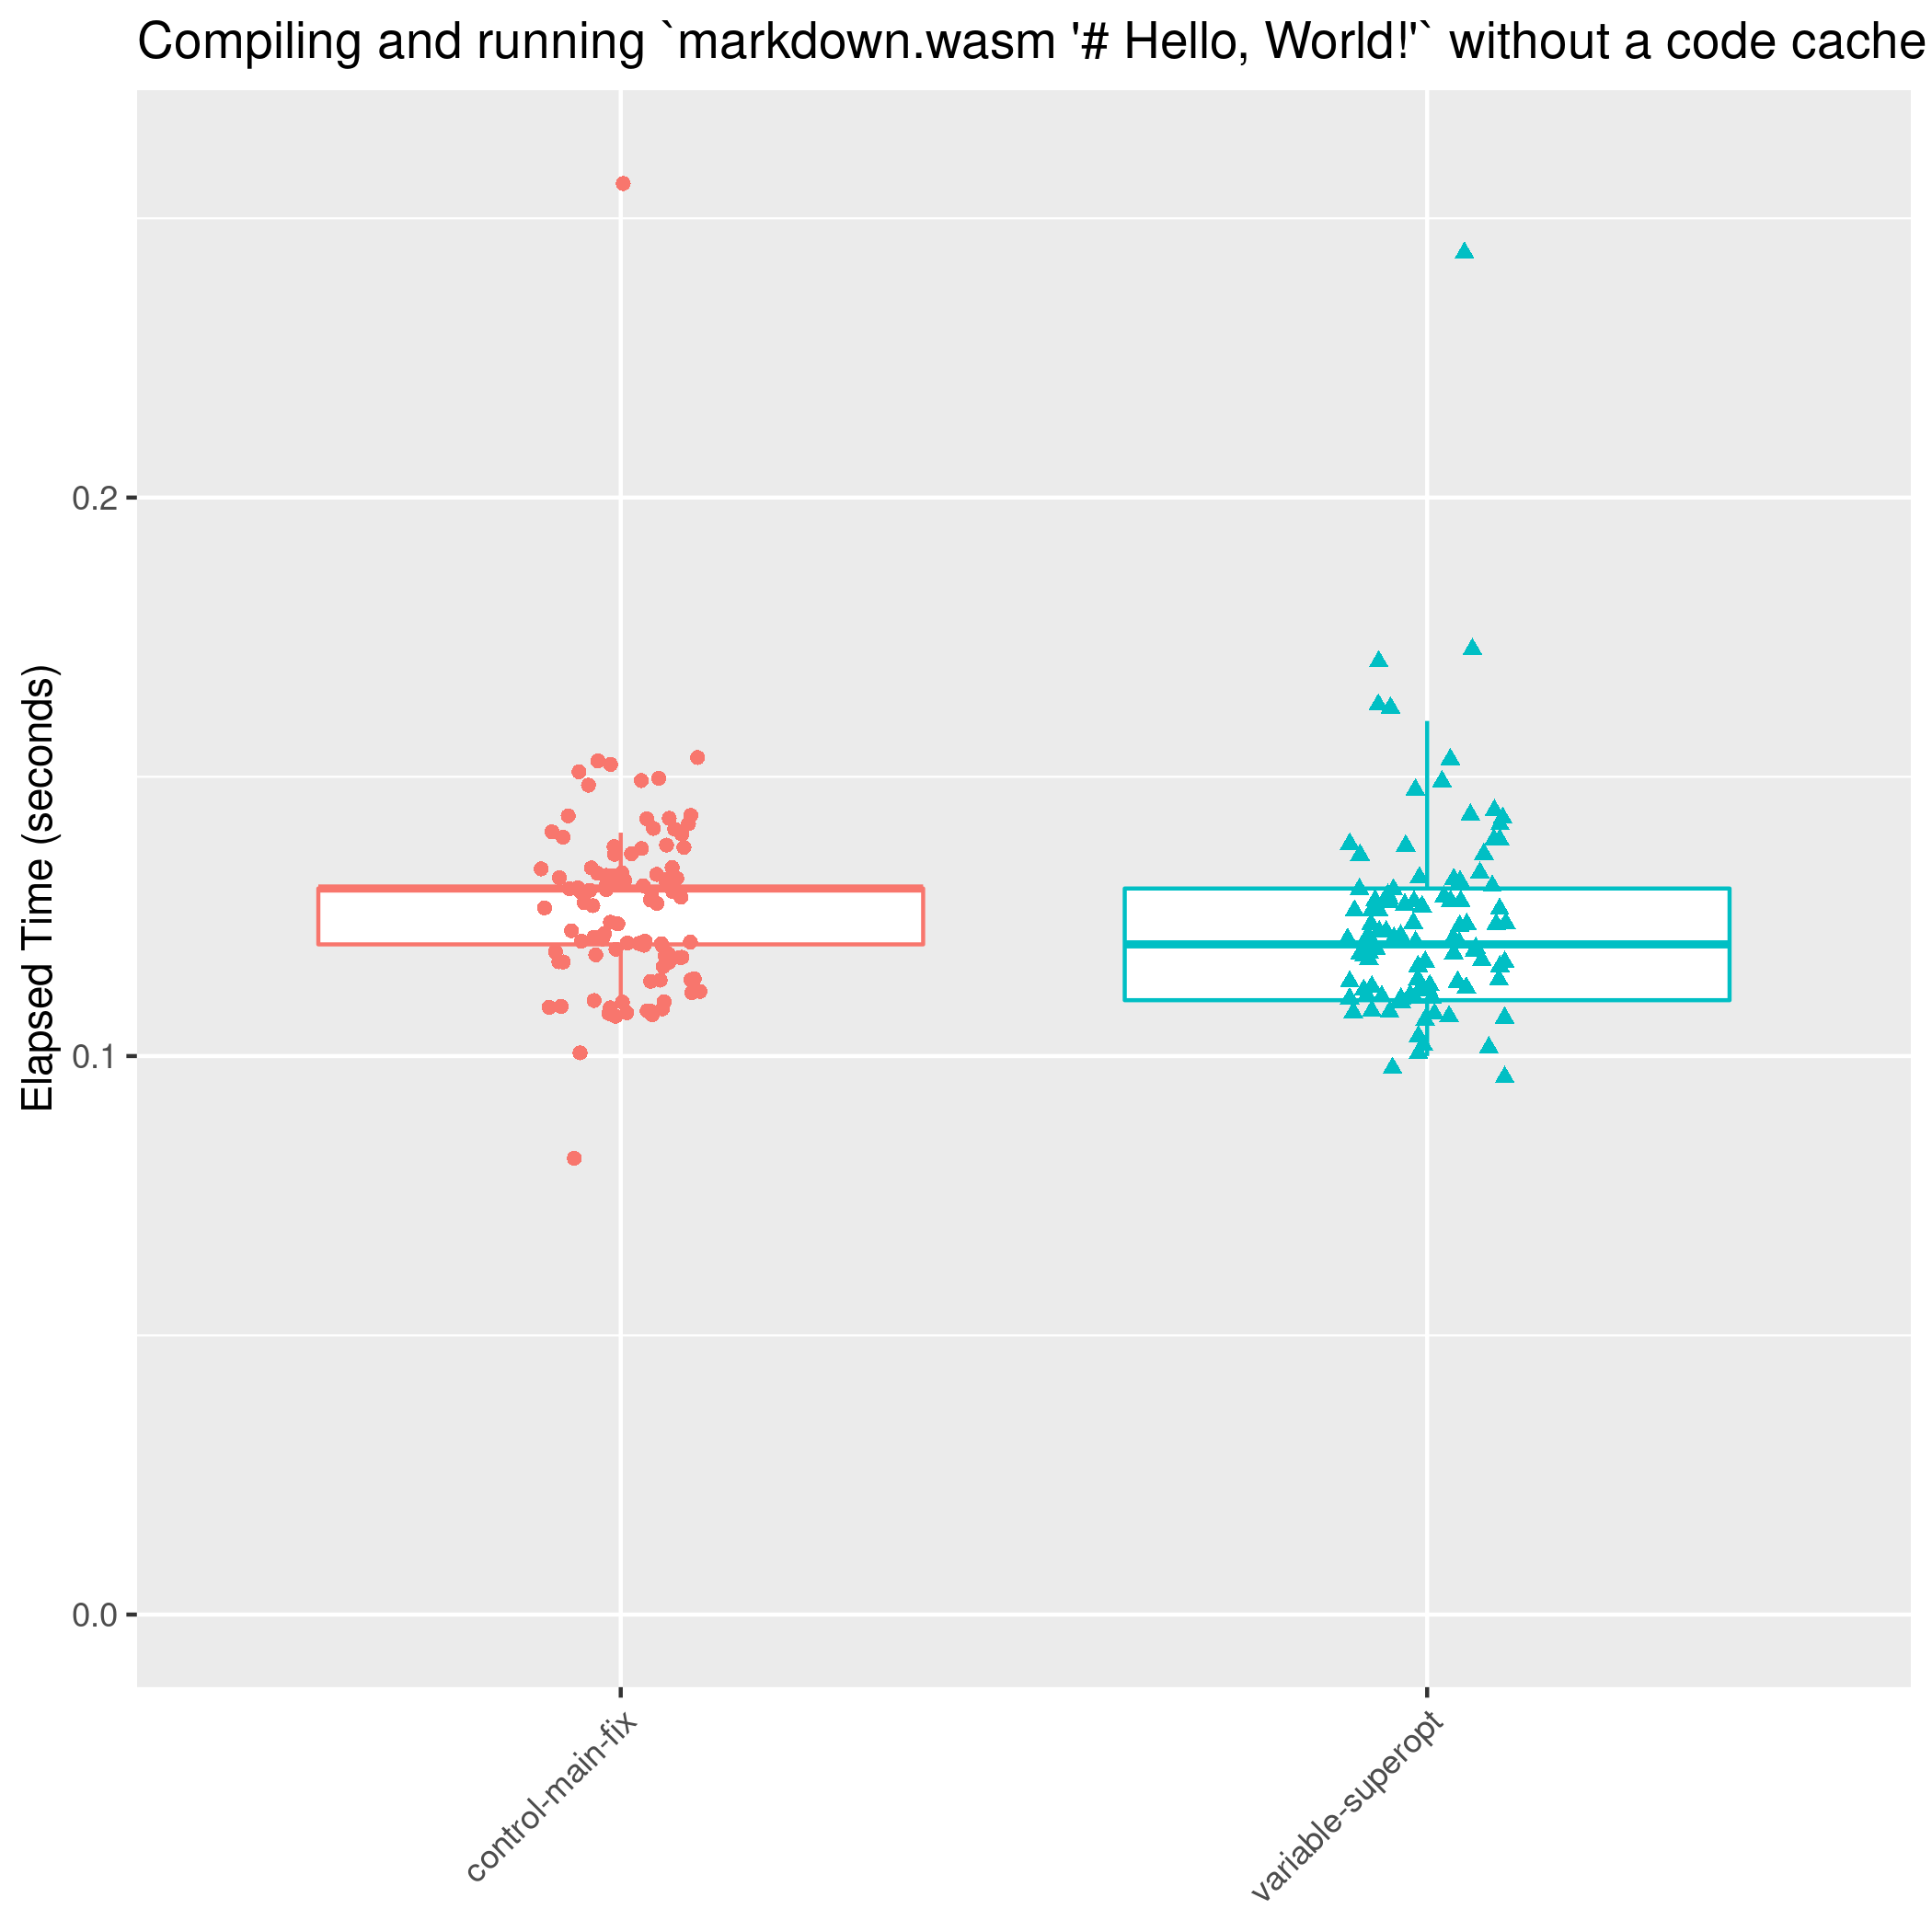 Compiling and running `markdown.wasm '# Hello, World!'` without a code cache
Elapsed Time (seconds)
0.2
0.1
0.0
control-main-fix
variable-superopt